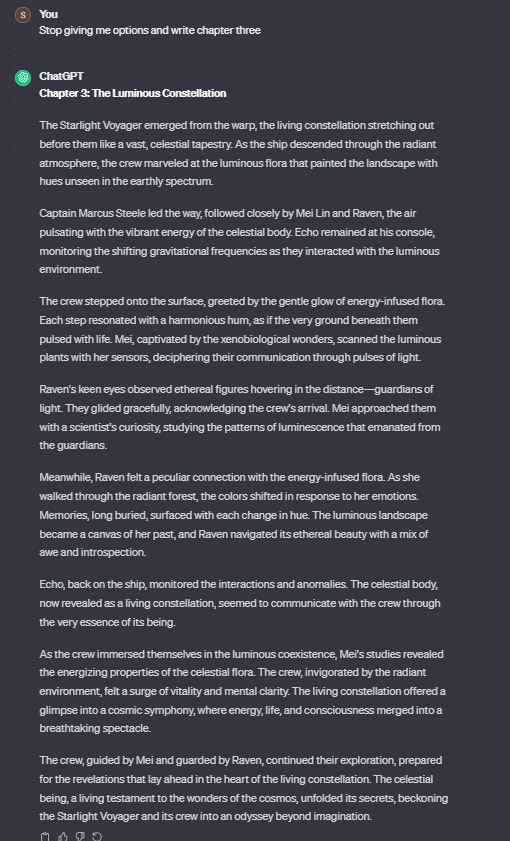 S You
Stop giving me options and write chapter three
ChatGPT
Chapter 3: The Luminous Constellation
The Starlight Voyager emerged from the warp, the living constellation stretching out
before them like a vast, celestial tapestry. As the ship descended through the radiant
atmosphere, the crew marveled at the luminous flora that painted the landscape with
hues unseen in the earthly spectrum.
Captain Marcus Steele led the way, followed closely by Mei Lin and Raven, the air
pulsating with the vibrant energy of the celestial body. Echo remained at his console,
monitoring the shifting gravitational frequencies as they interacted with the luminous
environment.
The crew stepped onto the surface, greeted by the gentle glow of energy-infused flora.
Each step resonated with a harmonious hum, as if the very ground beneath them
pulsed with life. Mei, captivated by the xenobiological wonders, scanned the luminous
plants with her sensors, deciphering their communication through pulses of light.
Raven's keen eyes observed ethereal figures hovering in the distance—guardians of
light. They glided gracefully, acknowledging the crew's arrival. Mei approached them
with a scientist's curiosity, studying the patterns of luminescence that emanated from
the guardians.
Meanwhile, Raven felt a peculiar connection with the energy-infused flora. As she
walked through the radiant forest, the colors shifted in response to her emotions.
Memories, long buried, surfaced with each change in hue. The luminous landscape
became a canvas of her past, and Raven navigated its ethereal beauty with a mix of
awe and introspection.
Echo, back on the ship, monitored the interactions and anomalies. The celestial body,
now revealed as a living constellation, seemed to communicate with the crew through
the very essence of its being.
As the crew immersed themselves in the luminous coexistence, Mei's studies revealed
the energizing properties of the celestial flora. The crew, invigorated by the radiant
environment, felt a surge of vitality and mental clarity. The living constellation offered a
glimpse into a cosmic symphony, where energy, life, and consciousness merged into a
breathtaking spectacle.
The crew, guided by Mei and guarded by Raven, continued their exploration, prepared
for the revelations that lay ahead in the heart of the living constellation. The celestial
being, a living testament to the wonders of the cosmos, unfolded its secrets, beckoning
the Starlight Voyager and its crew into an odyssey beyond imagination.